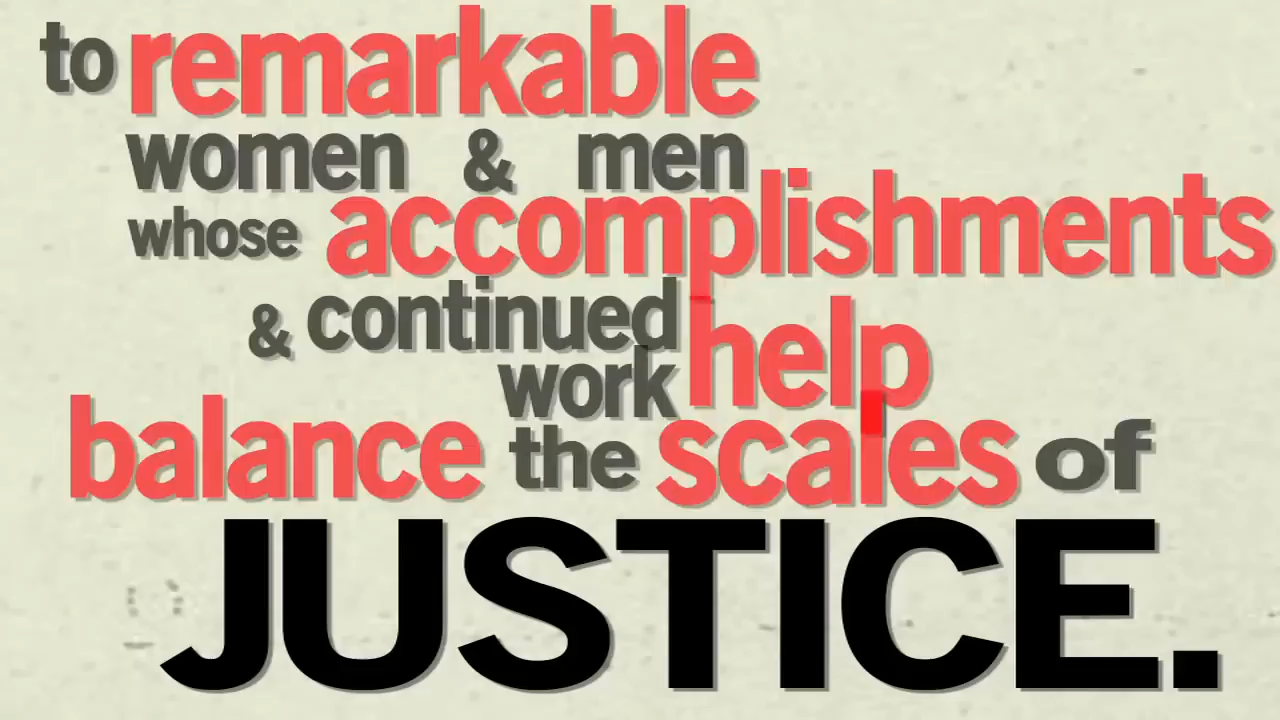 to remarkable
women & men
whose accomplishments
& continued
work help
balance the scales of
JUSTICE.